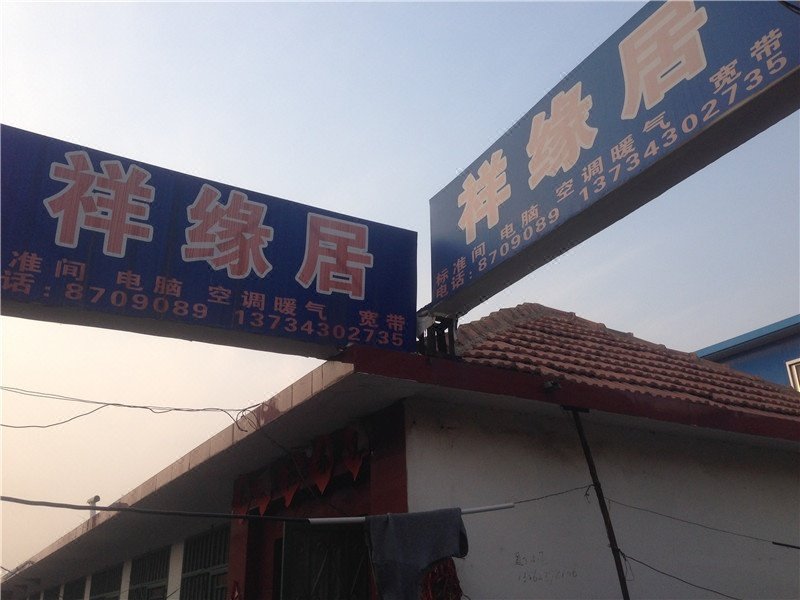 祥缘居
准间 电脑 空调暖气 宽带
话:8709089 13734302735
祥缘居
标准间 电脑 空调暖气 宽带
电话:8709089 13734302735